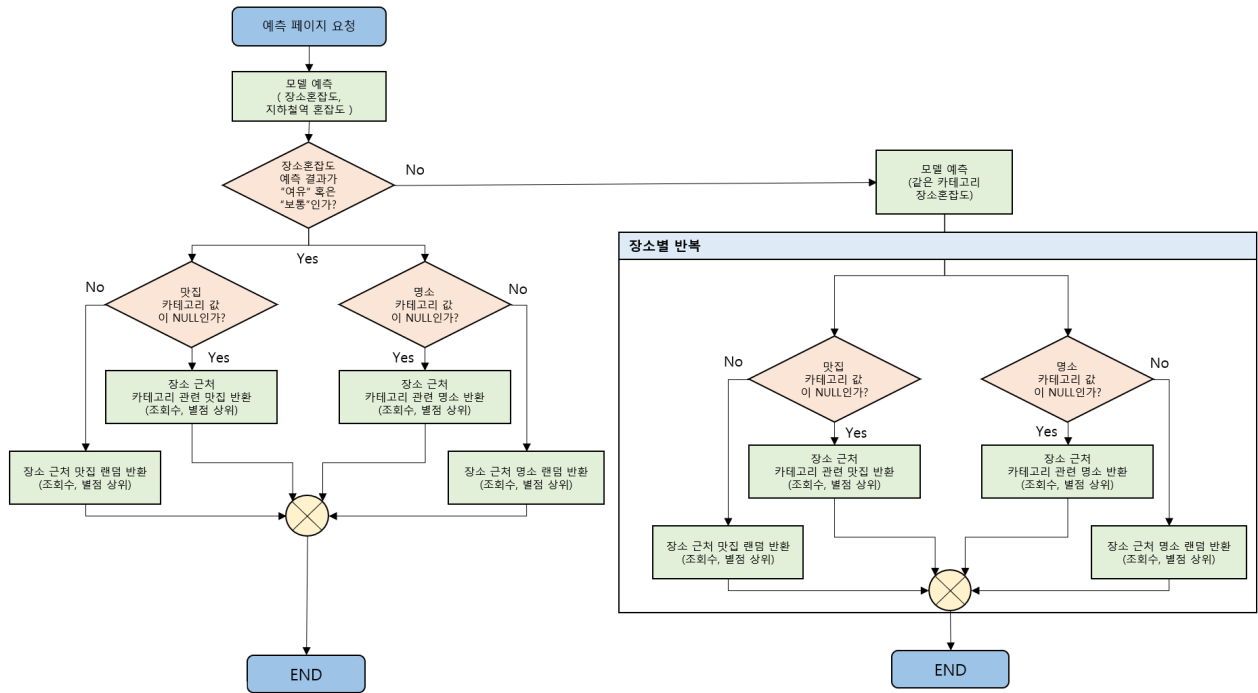 예측 페이지 요청
모델 예측
( 장소혼잡도,
지하철역 혼잡도 )
장소혼잡도
예측 결과가
"여유" 혹은
"보통"인가?
No
Yes
맛집
카테고리 값
이 NULL인가?
No
Yes
명소
카테고리 값
이 NULL인가?
No
Yes
장소 근처
카테고리 관련 맛집 반환
(조회수, 별점 상위)
장소 근처
카테고리 관련 명소 반환
(조회수, 별점 상위)
장소 근처 맛집 랜덤 반환
(조회수, 별점 상위)
장소 근처 명소 랜덤 반환
(조회수, 별점 상위)
END
모델 예측
(같은 카테고리
장소혼잡도)
장소별 반복
맛집
카테고리 값
이 NULL인가?
No
Yes
명소
카테고리 값
이 NULL인가?
No
Yes
장소 근처
카테고리 관련 맛집 반환
(조회수, 별점 상위)
장소 근처
카테고리 관련 명소 반환
(조회수, 별점 상위)
장소 근처 맛집 랜덤 반환
(조회수, 별점 상위)
장소 근처 명소 랜덤 반환
(조회수, 별점 상위)
END